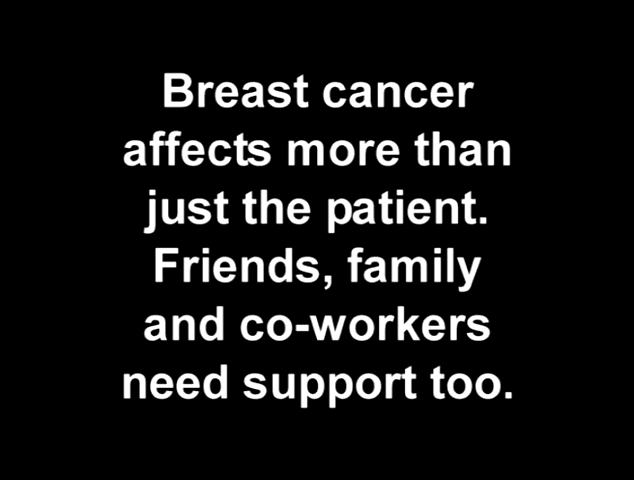 Breast cancer
affects more than
just the patient.
Friends, family
and co-workers
need support too.